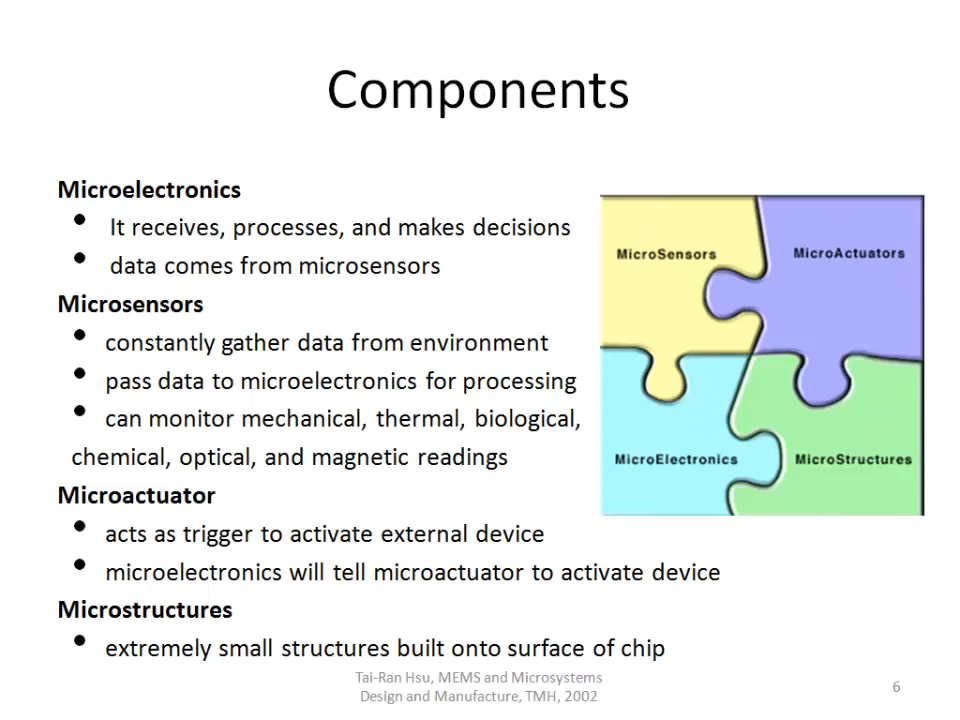 Components
Microelectronics
• It receives, processes, and makes decisions
• data comes from microsensors
Microsensors
• constantly gather data from environment
• pass data to microelectronics for processing
• can monitor mechanical, thermal, biological,
chemical, optical, and magnetic readings
Microactuator
• acts as trigger to activate external device
• microelectronics will tell microactuator to activate device
Microstructures
• extremely small structures built onto surface of chip
MicroSensors
MicroActuators
MicroElectronics
MicroStructures
Tai-Ran Hsu, MEMS and Microsystems
Design and Manufacture, TMH, 2002
6